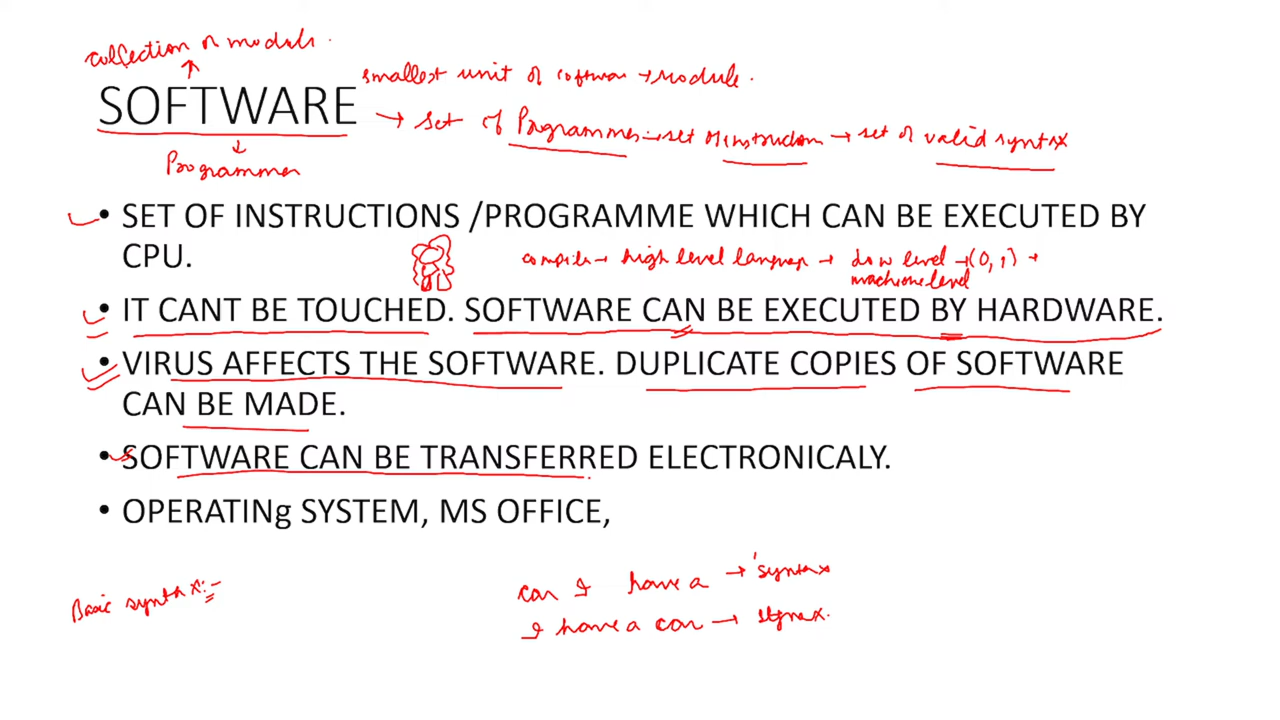 collection of module.
smallest unit of software → module.
SOFTWARE
→ set of Programmes → set of instruction → set of valid syntax
Programmes
• SET OF INSTRUCTIONS /PROGRAMME WHICH CAN BE EXECUTED BY
CPU.
compiler → high level language → low level → (0,1) →
machine level
• IT CANT BE TOUCHED. SOFTWARE CAN BE EXECUTED BY HARDWARE.
• VIRUS AFFECTS THE SOFTWARE. DUPLICATE COPIES OF SOFTWARE
CAN BE MADE.
• SOFTWARE CAN BE TRANSFERRED ELECTRONICALY.
• OPERATINg SYSTEM, MS OFFICE,
Basic syntax:-
car I have a → syntax
I have a car →